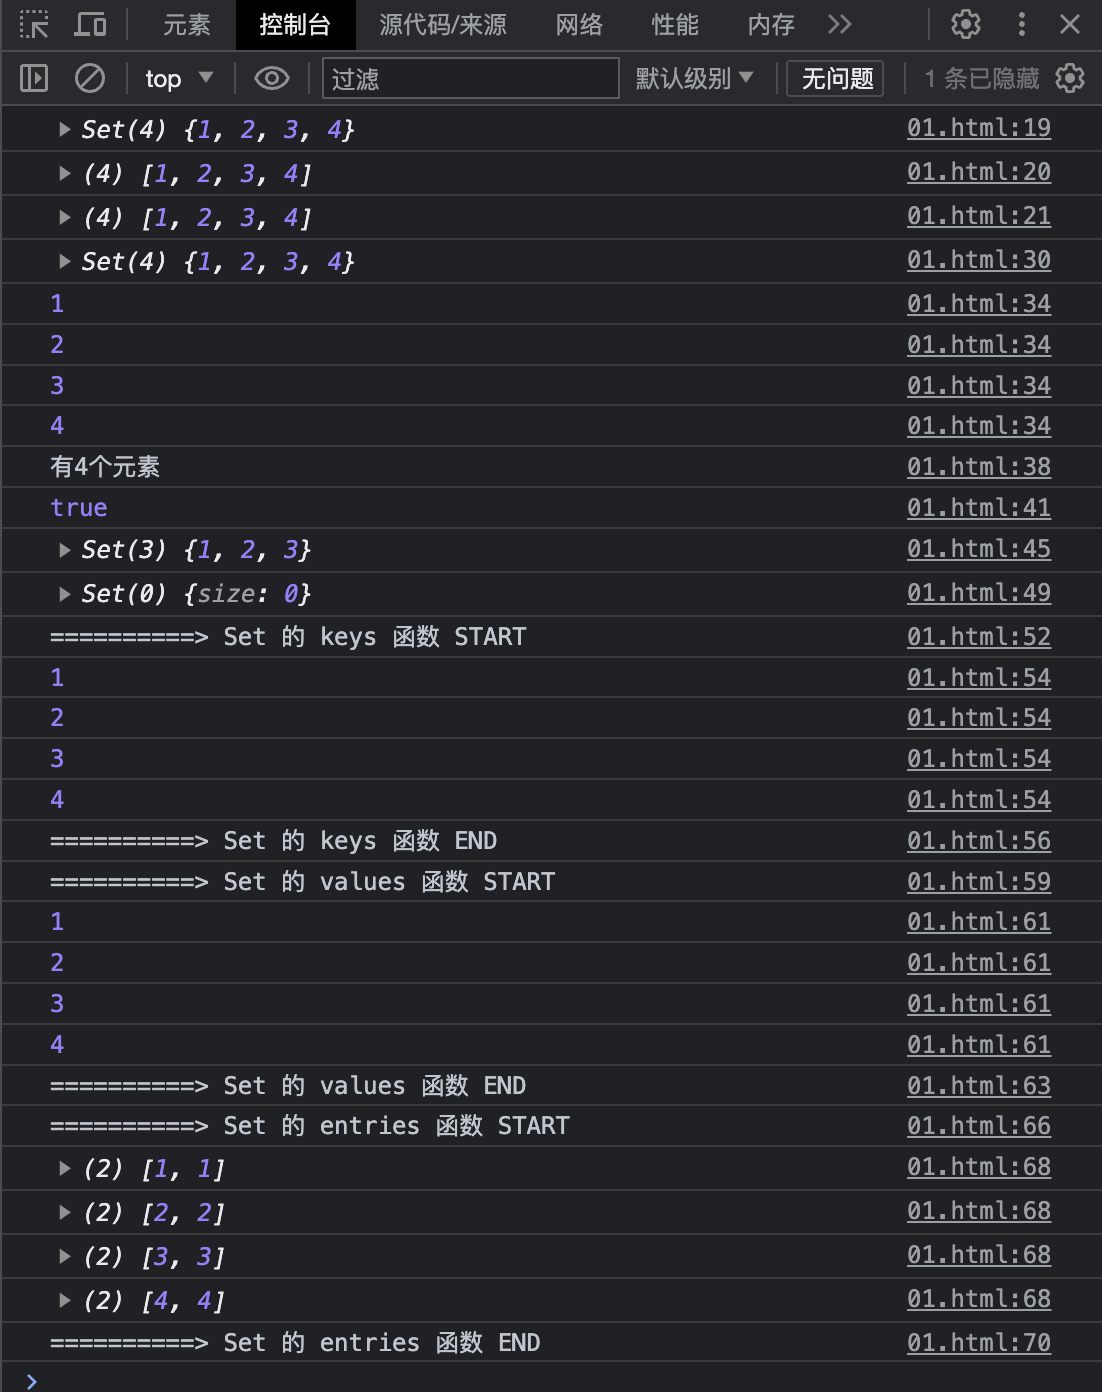 元素 控制台 源代码/来源 网络 性能 内存
top 过滤 默认级别 无问题 1 条已隐藏
Set(4) {1, 2, 3, 4} 01.html:19
(4) [1, 2, 3, 4] 01.html:20
(4) [1, 2, 3, 4] 01.html:21
Set(4) {1, 2, 3, 4} 01.html:30
1 01.html:34
2 01.html:34
3 01.html:34
4 01.html:34
有4个元素 01.html:38
true 01.html:41
Set(3) {1, 2, 3} 01.html:45
Set(0) {size: 0} 01.html:49
==========> Set 的 keys 函数 START 01.html:52
1 01.html:54
2 01.html:54
3 01.html:54
4 01.html:54
==========> Set 的 keys 函数 END 01.html:56
==========> Set 的 values 函数 START 01.html:59
1 01.html:61
2 01.html:61
3 01.html:61
4 01.html:61
==========> Set 的 values 函数 END 01.html:63
==========> Set 的 entries 函数 START 01.html:66
(2) [1, 1] 01.html:68
(2) [2, 2] 01.html:68
(2) [3, 3] 01.html:68
(2) [4, 4] 01.html:68
==========> Set 的 entries 函数 END 01.html:70